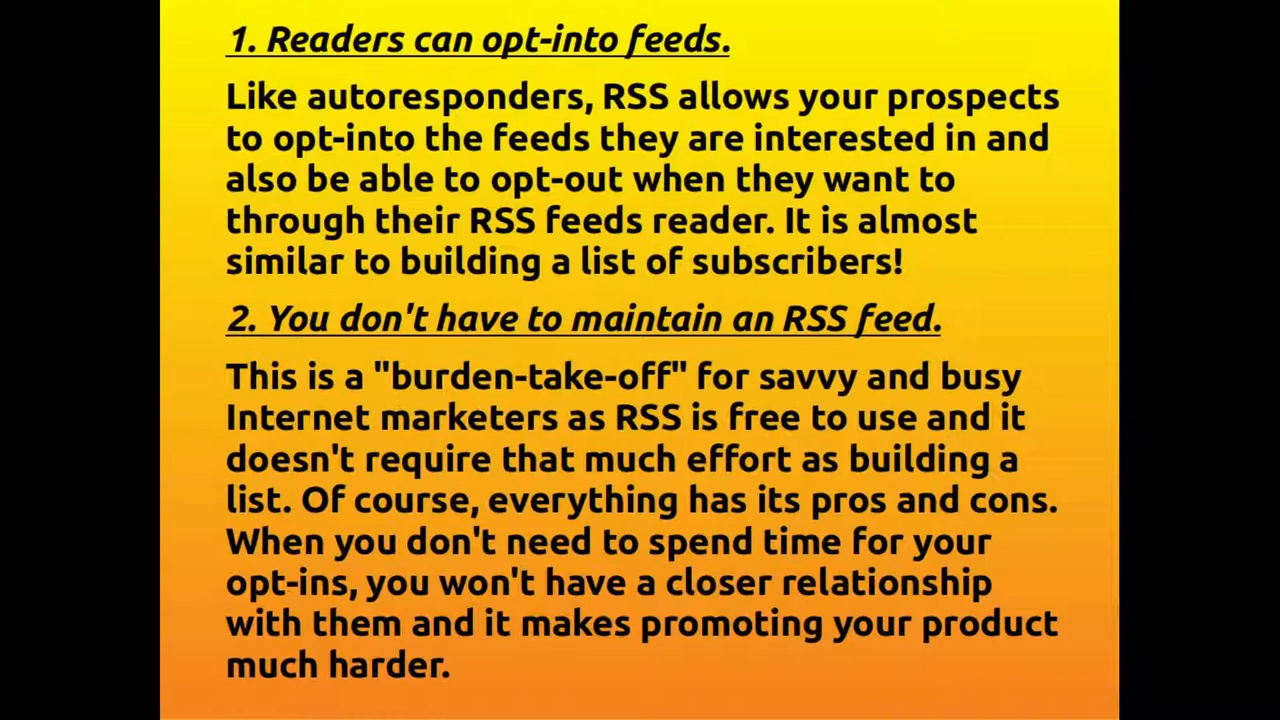 1. Readers can opt-into feeds.
Like autoresponders, RSS allows your prospects
to opt-into the feeds they are interested in and
also be able to opt-out when they want to
through their RSS feeds reader. It is almost
similar to building a list of subscribers!
2. You don't have to maintain an RSS feed.
This is a "burden-take-off" for savvy and busy
Internet marketers as RSS is free to use and it
doesn't require that much effort as building a
list. Of course, everything has its pros and cons.
When you don't need to spend time for your
opt-ins, you won't have a closer relationship
with them and it makes promoting your product
much harder.